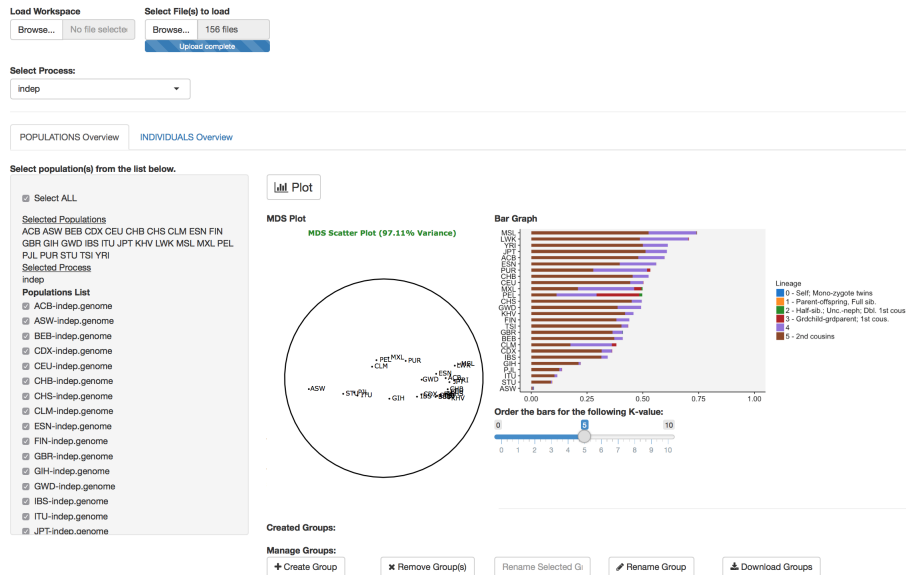 Load Workspace
Select File(s) to load
Browse...
No file selecte
Browse...
156 files
Upload complete
Select Process:
indep
POPULATIONS Overview
INDIVIDUALS Overview
Select population(s) from the list below.
Select ALL
Selected Populations
ACB ASW BEB CDX CEU CHB CHS CLM ESN FIN
GBR GIH GWD IBS ITU JPT KHV LWK MSL MXL PEL
PJL PUR STU TSI YRI
Selected Process
indep
Populations List
ACB-indep.genome
ASW-indep.genome
BEB-indep.genome
CDX-indep.genome
CEU-indep.genome
CHB-indep.genome
CHS-indep.genome
CLM-indep.genome
ESN-indep.genome
FIN-indep.genome
GBR-indep.genome
GIH-indep.genome
GWD-indep.genome
IBS-indep.genome
ITU-indep.genome
JPT-indep.genome
Plot
MDS Plot
MDS Scatter Plot (97.11% Variance)
PEL
MXL
PUR
CLM
ESN
GWD
ASW
GIH
IBS
KHV
Bar Graph
MSL
LWK
YRI
JPT
ACB
ESN
PUR
CHB
CEU
MXL
PEL
CHS
GWD
KHV
FIN
TSI
GBR
BEB
CLM
CDX
IBS
GIH
PJL
ITU
STU
ASW
0.00 0.25 0.50 0.75 1.00
Lineage
0 - Self; Mono-zygote twins
1 - Parent-offspring, Full sib.
2 - Half-sib.; Unc.-neph; Dbl. 1st cous
3 - Grdchild-grdparent; 1st cous.
4
5 - 2nd cousins
Order the bars for the following K-value:
0 5 10
0 1 2 3 4 5 6 7 8 9 10
Created Groups:
Manage Groups:
Create Group
Remove Group(s)
Rename Selected G
Rename Group
Download Groups